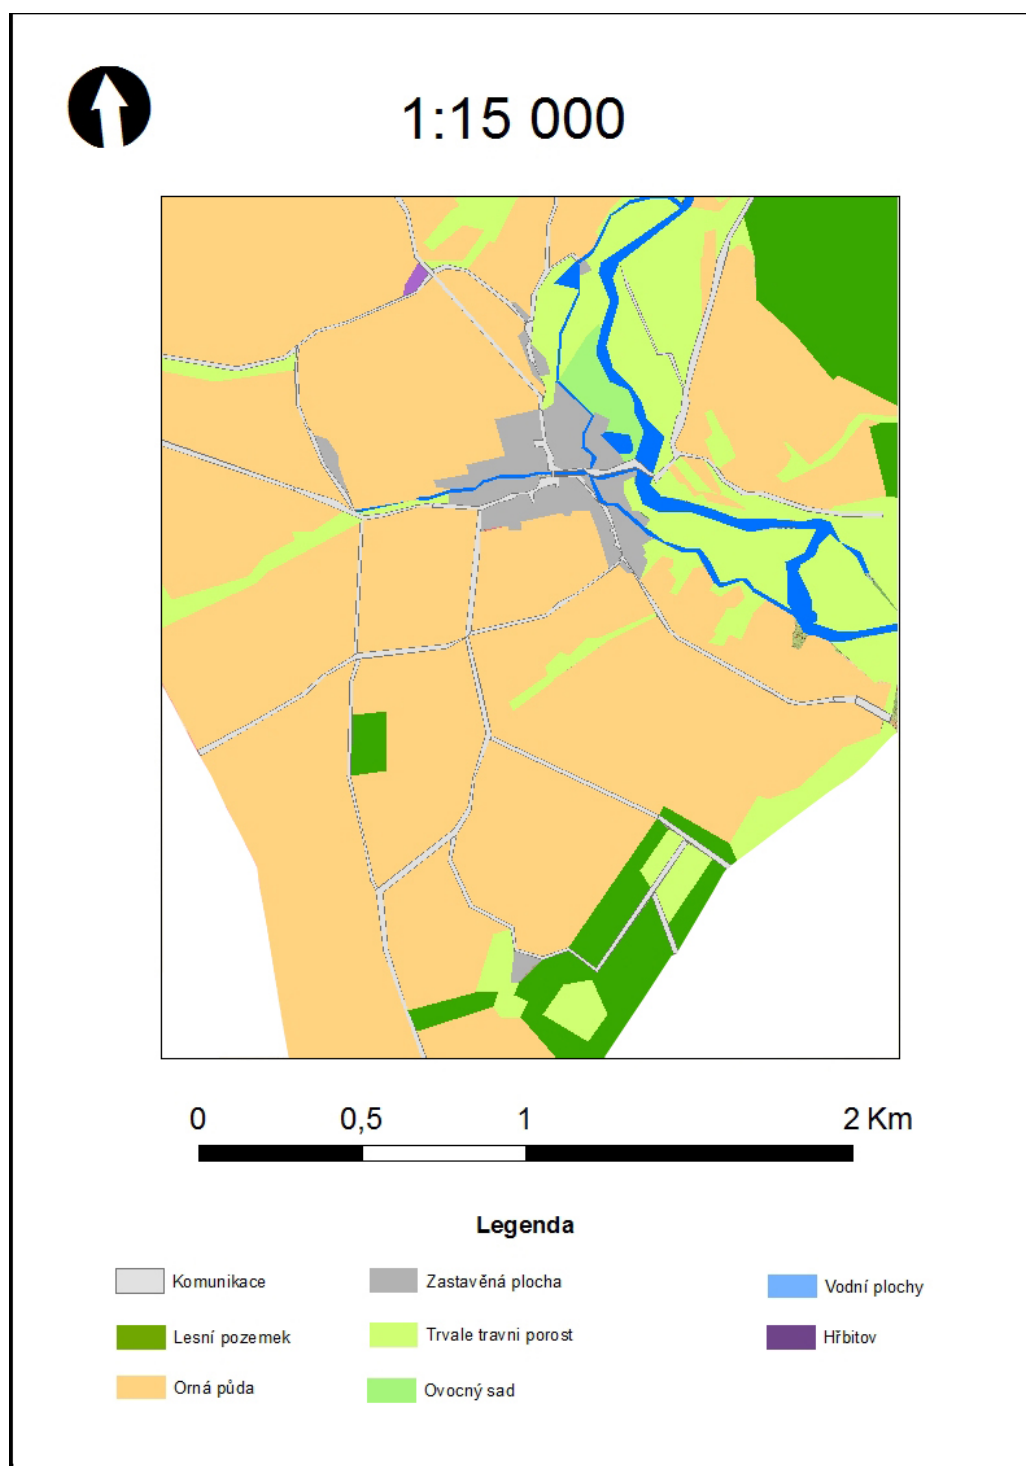 1:15 000
0 0,5 1 2 Km
Legenda
Komunikace Zastavěná plocha Vodní plochy
Lesní pozemek Trvale travni porost Hřbitov
Orná půda Ovocný sad